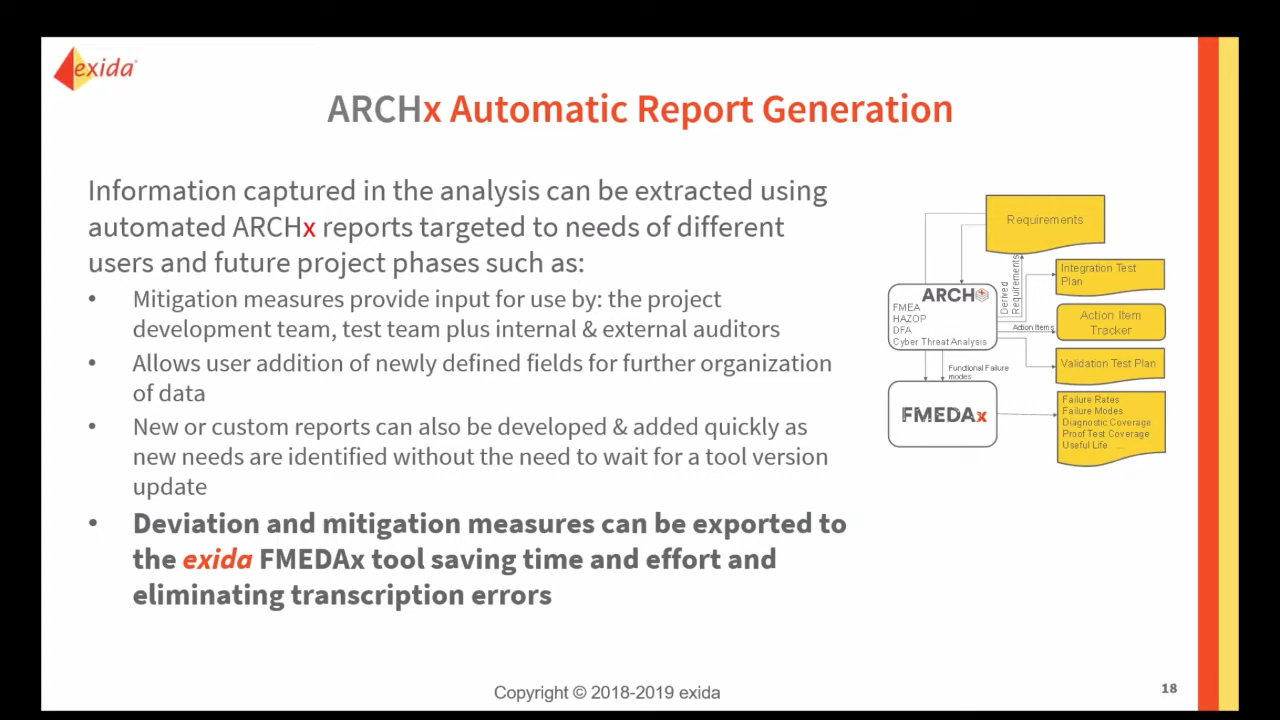 exida
ARCHx Automatic Report Generation
Information captured in the analysis can be extracted using
automated ARCHx reports targeted to needs of different
users and future project phases such as:
• Mitigation measures provide input for use by: the project
development team, test team plus internal & external auditors
• Allows user addition of newly defined fields for further organization
of data
• New or custom reports can also be developed & added quickly as
new needs are identified without the need to wait for a tool version
update
• Deviation and mitigation measures can be exported to
the exida FMEDAx tool saving time and effort and
eliminating transcription errors
Requirements
Derived
Requirements
Integration Test
Plan
ARCH
FMEA
HAZOP
DFA
Cyber Threat Analysis
Action Items
Action Item
Tracker
Validation Test Plan
Functional Failure
modes
FMEDAx
Failure Rates
Failure Modes
Diagnostic Coverage
Proof Test Coverage
Useful Life ...
Copyright © 2018-2019 exida
18